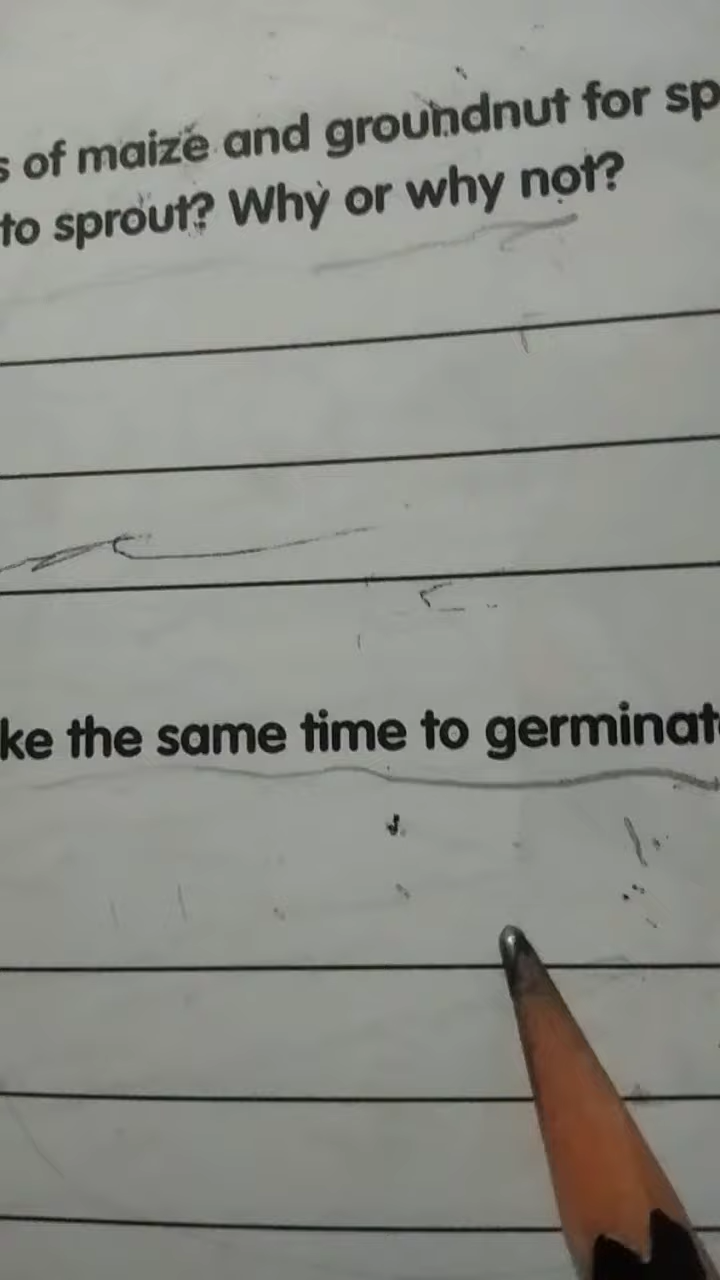 s of maize and groundnut for sp
to sprout? Why or why not?
ke the same time to germinat